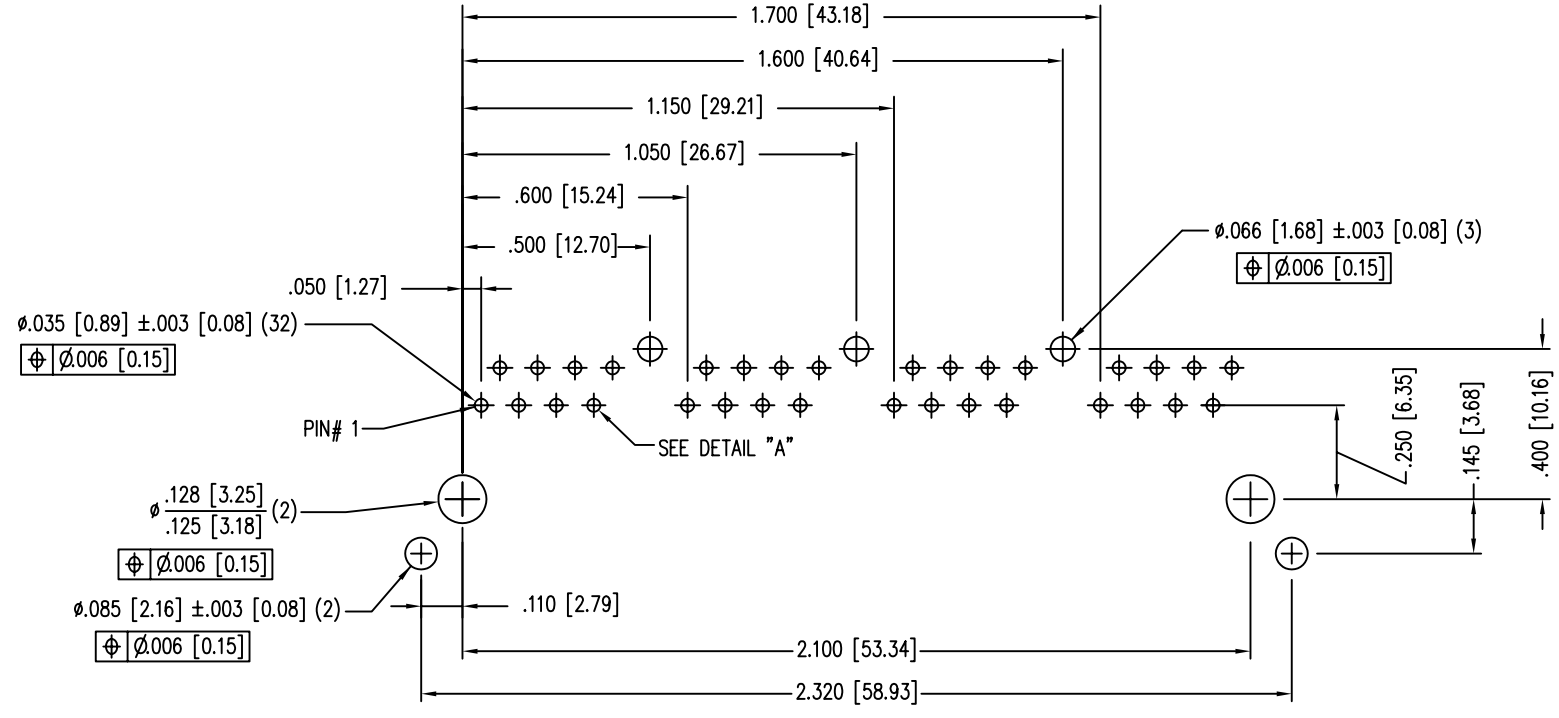 1.700 [43.18]
1.600 [40.64]
1.150 [29.21]
1.050 [26.67]
.600 [15.24]
.500 [12.70]
.050 [1.27]
ø.066 [1.68] ±.003 [0.08] (3)
⌖ Ø.006 [0.15]
ø.035 [0.89] ±.003 [0.08] (32)
⌖ Ø.006 [0.15]
PIN# 1
SEE DETAIL "A"
.250 [6.35]
.145 [3.68]
.400 [10.16]
ø .128 [3.25]
.125 [3.18] (2)
⌖ Ø.006 [0.15]
ø.085 [2.16] ±.003 [0.08] (2)
⌖ Ø.006 [0.15]
.110 [2.79]
2.100 [53.34]
2.320 [58.93]